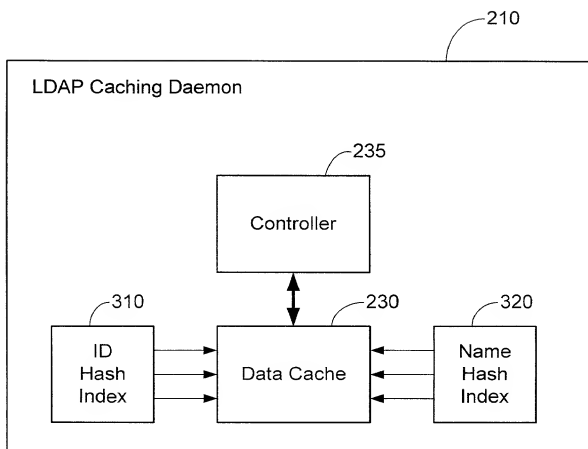 210
LDAP Caching Daemon
235
Controller
310
230
320
ID
Hash
Index
Data Cache
Name
Hash
Index